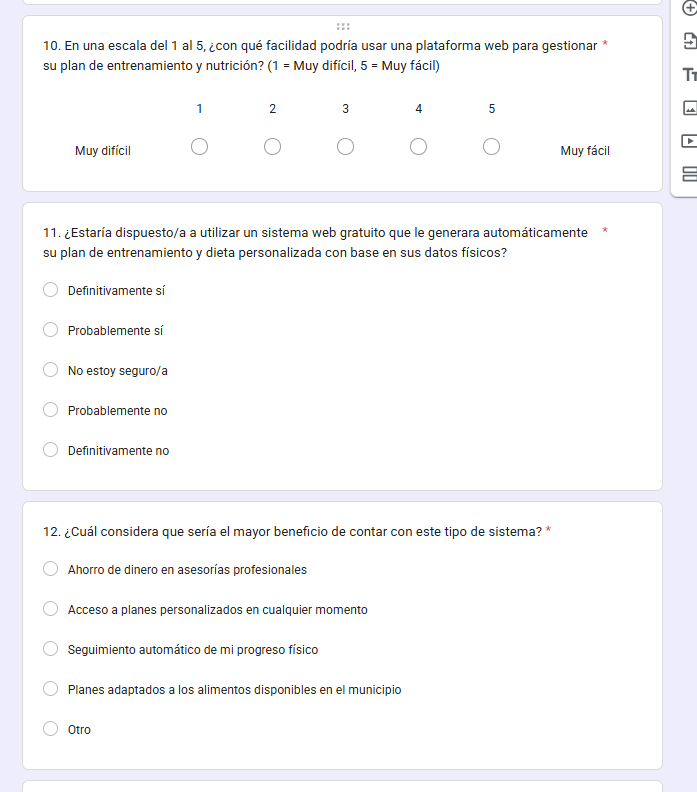 10. En una escala del 1 al 5, ¿con qué facilidad podría usar una plataforma web para gestionar *
su plan de entrenamiento y nutrición? (1 = Muy difícil, 5 = Muy fácil)
1 2 3 4 5
Muy difícil Muy fácil
11. ¿Estaría dispuesto/a a utilizar un sistema web gratuito que le generara automáticamente *
su plan de entrenamiento y dieta personalizada con base en sus datos físicos?
Definitivamente sí
Probablemente sí
No estoy seguro/a
Probablemente no
Definitivamente no
12. ¿Cuál considera que sería el mayor beneficio de contar con este tipo de sistema? *
Ahorro de dinero en asesorías profesionales
Acceso a planes personalizados en cualquier momento
Seguimiento automático de mi progreso físico
Planes adaptados a los alimentos disponibles en el municipio
Otro